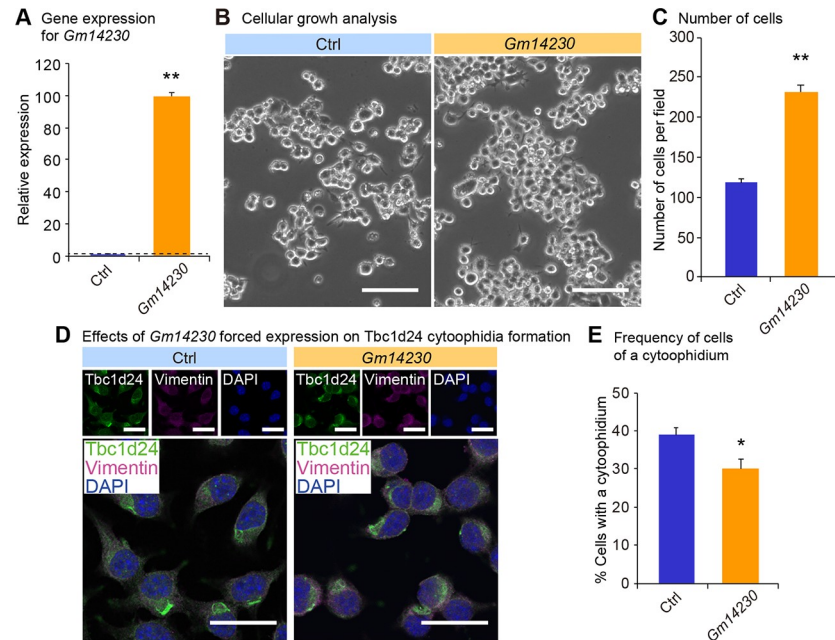 A Gene expression
for Gm14230
Relative expression
120
100
80
60
40
20
0
**
Ctrl
Gm14230
B Cellular growth analysis
Ctrl
Gm14230
C Number of cells
Number of cells per field
300
250
200
150
100
50
0
**
Ctrl
Gm14230
D Effects of Gm14230 forced expression on Tbc1d24 cytoophidia formation
Ctrl
Gm14230
Tbc1d24 Vimentin DAPI
Tbc1d24 Vimentin DAPI
Tbc1d24
Vimentin
DAPI
Tbc1d24
Vimentin
DAPI
E Frequency of cells
of a cytoophidium
% Cells with a cytoophidium
50
40
30
20
10
0
*
Ctrl
Gm14230